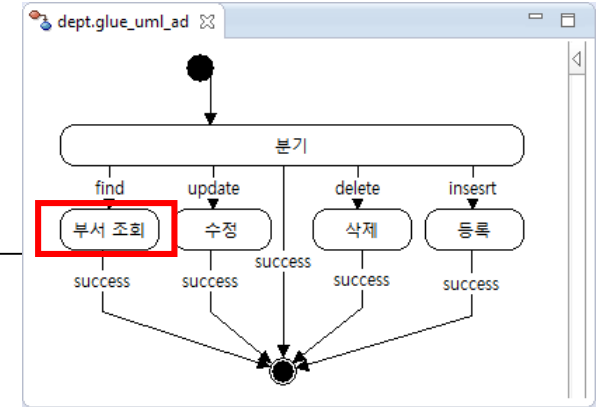 dept.glue_uml_ad
분기
find update delete insesrt
부서 조회 수정 삭제 등록
success success success success success